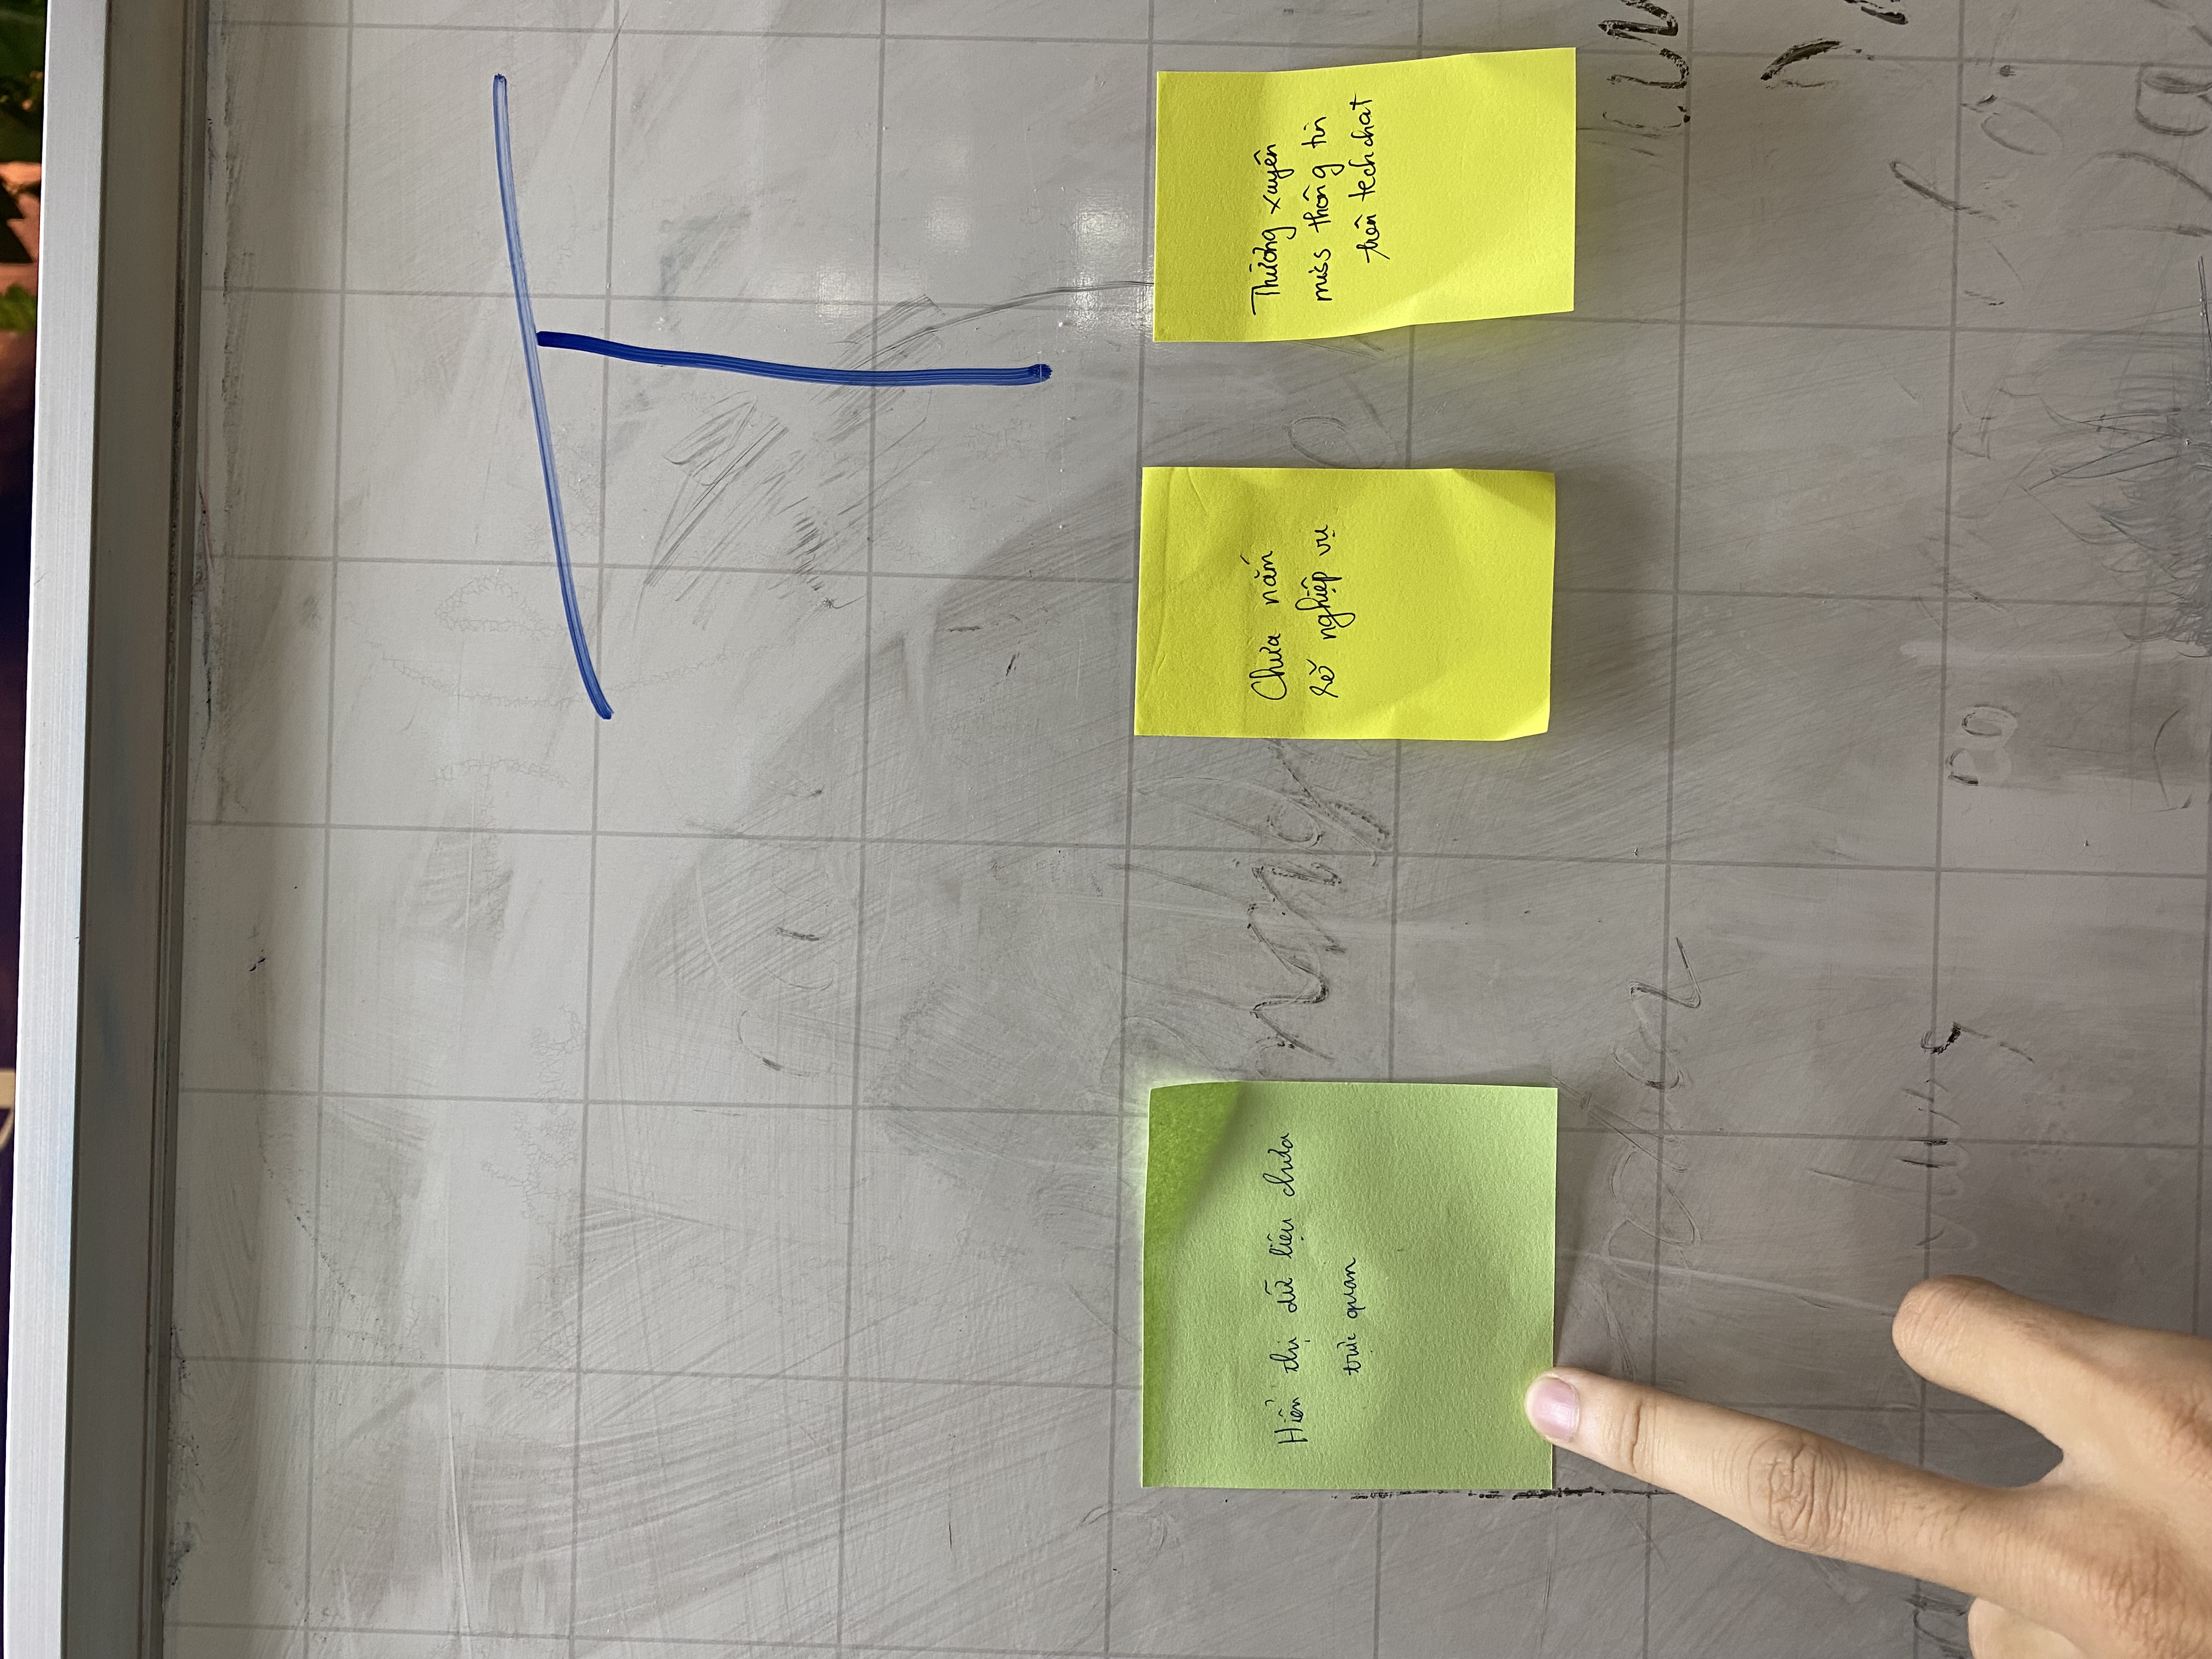 T
Hiển thị dữ liệu chưa
trực quan
Chưa nắm
rõ nghiệp vụ
Thường xuyên
miss thông tin
trên techchat